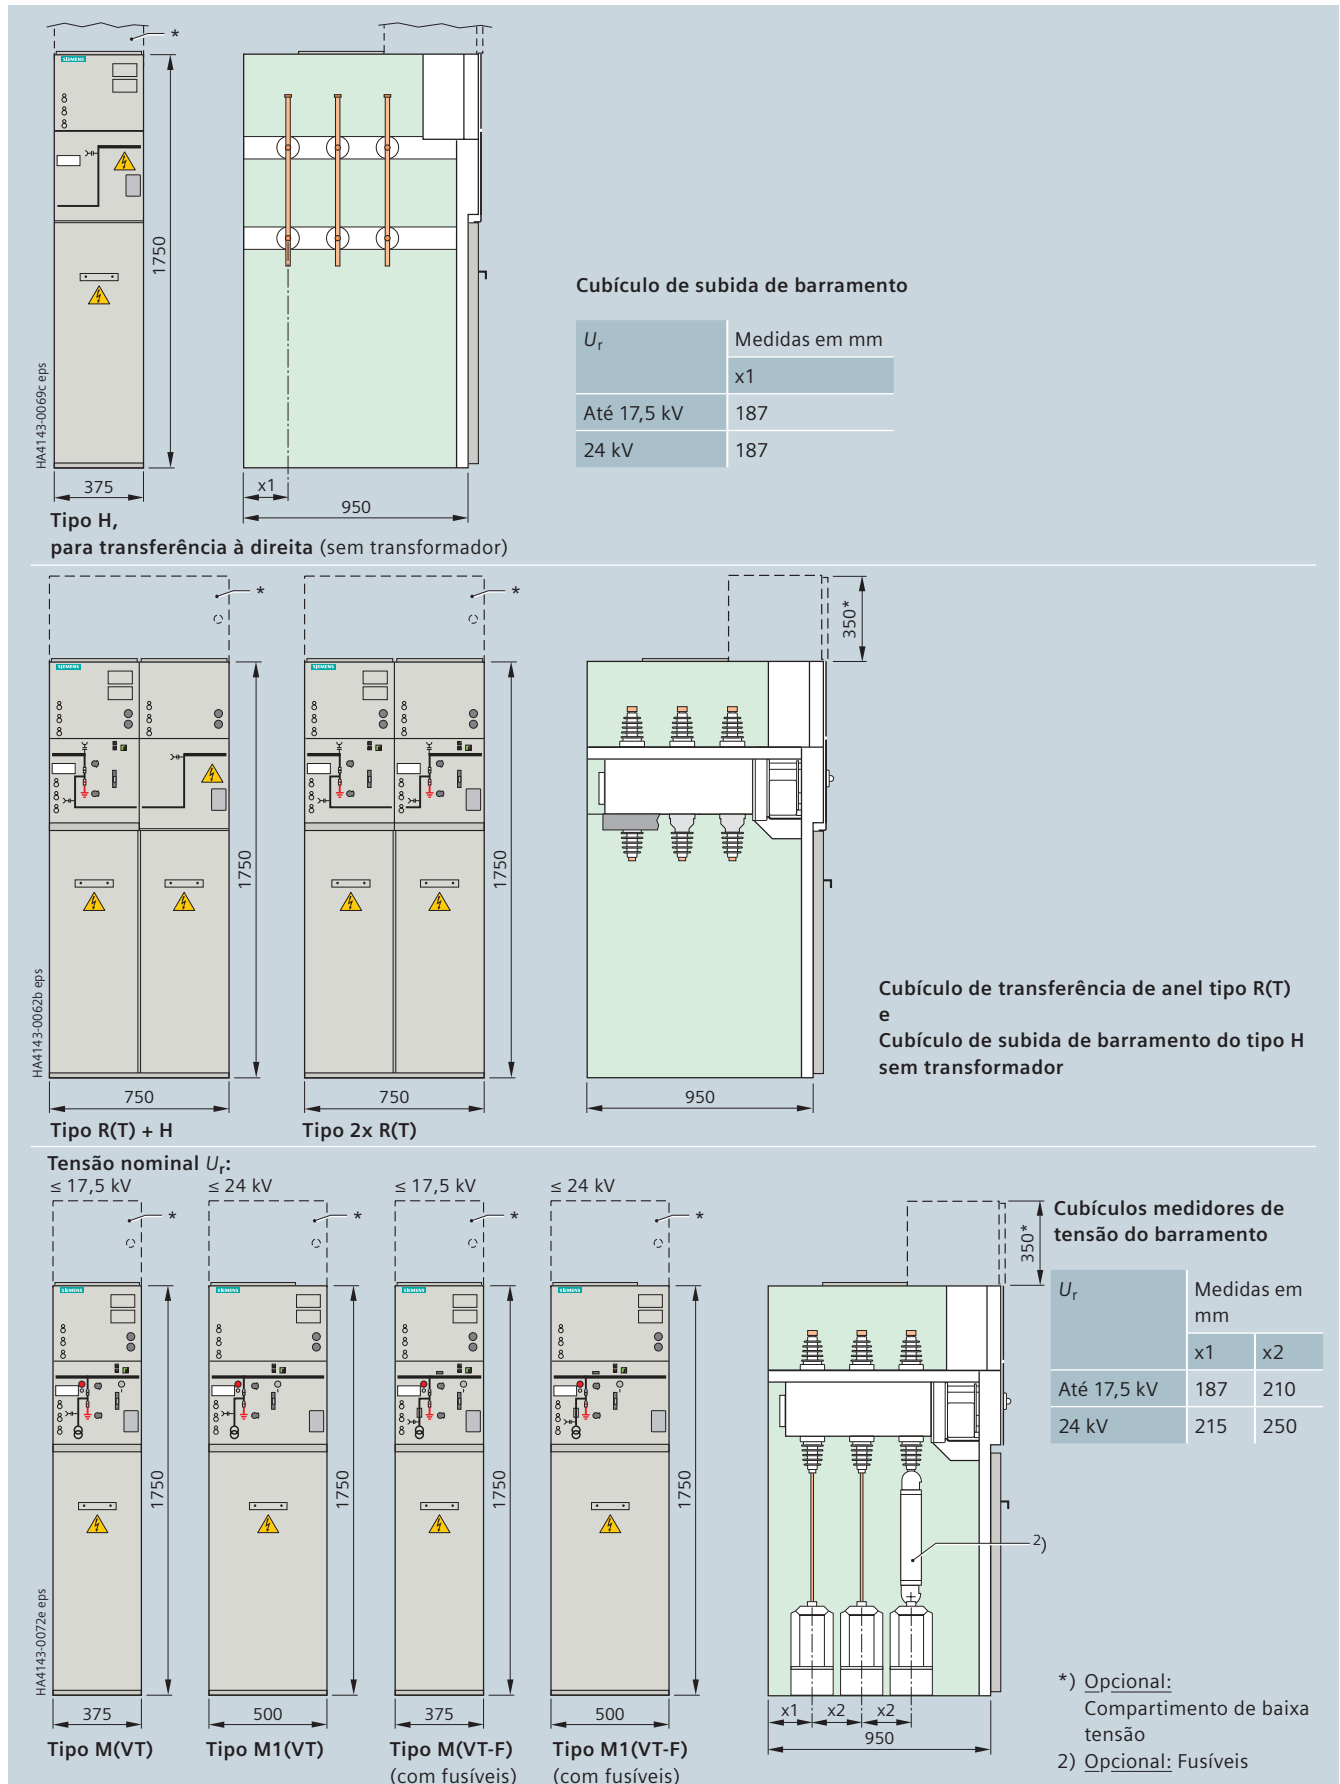 *
SIEMENS
1750
HA4143-0069c eps
375
x1
950
Cubículo de subida de barramento
Ur Medidas em mm
x1
Até 17,5 kV 187
24 kV 187
Tipo H,
para transferência à direita (sem transformador)
*
*
350*
SIEMENS
SIEMENS
1750
1750
HA4143-0062b eps
750
750
950
Tipo R(T) + H
Tipo 2x R(T)
Cubículo de transferência de anel tipo R(T)
e
Cubículo de subida de barramento do tipo H
sem transformador
Tensão nominal Ur:
≤ 17,5 kV
≤ 24 kV
≤ 17,5 kV
≤ 24 kV
*
*
*
*
350*
SIEMENS
SIEMENS
SIEMENS
SIEMENS
1750
1750
1750
1750
HA4143-0072e eps
375
500
375
500
Tipo M(VT)
Tipo M1(VT)
Tipo M(VT-F)
(com fusíveis)
Tipo M1(VT-F)
(com fusíveis)
2)
x1
x2
x2
950
Cubículos medidores de
tensão do barramento
Ur Medidas em
mm
x1 x2
Até 17,5 kV 187 210
24 kV 215 250
*) Opcional:
Compartimento de baixa
tensão
2) Opcional: Fusíveis